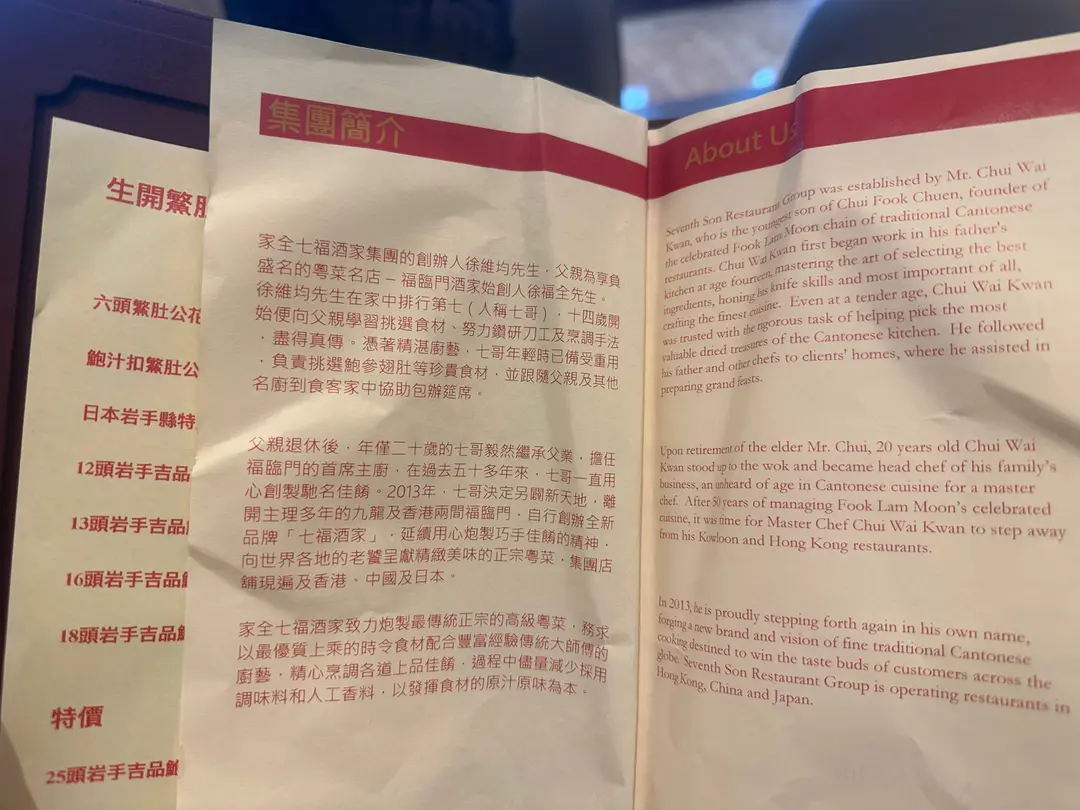 生開繁肚
六頭繁肚公花
鮑汁扣繁肚公
日本岩手縣特
12頭岩手吉品
13頭岩手吉品
16頭岩手吉品
18頭岩手吉品
特價
25頭岩手吉品
集團簡介
家全七福酒家集團的創辦人徐維均先生，父親為享負
盛名的粵菜名店 – 福臨門酒家始創人徐福全先生。
徐維均先生在家中排行第七（人稱七哥），十四歲開
始便向父親學習挑選食材、努力鑽研刀工及烹調手法
，盡得真傳。憑著精湛廚藝，七哥年輕時已備受重用
，負責挑選鮑參翅肚等珍貴食材，並跟隨父親及其他
名廚到食客家中協助包辦筵席。
父親退休後，年僅二十歲的七哥毅然繼承父業，擔任
福臨門的首席主廚，在過去五十多年來，七哥一直用
心創製馳名佳餚。2013年，七哥決定另闢新天地，離
開主理多年的九龍及香港兩間福臨門，自行創辦全新
品牌「七福酒家」，延續用心炮製巧手佳餚的精神，
向世界各地的老饕呈獻精緻美味的正宗粵菜，集團店
舖現遍及香港、中國及日本。
家全七福酒家致力炮製最傳統正宗的高級粵菜，務求
以最優質上乘的時令食材配合豐富經驗傳統大師傅的
廚藝，精心烹調各道上品佳餚，過程中儘量減少採用
調味料和人工香料，以發揮食材的原汁原味為本。
About Us
Seventh Son Restaurant Group was established by Mr. Chui Wai
Kwan, who is the youngest son of Chui Fook Chuen, founder of
the celebrated Fook Lam Moon chain of traditional Cantonese
restaurants. Chui Wai Kwan first began work in his father's
kitchen at age fourteen, mastering the art of selecting the best
ingredients, honing his knife skills and most important of all,
crafting the finest cuisine. Even at a tender age, Chui Wai Kwan
was trusted with the rigorous task of helping pick the most
valuable dried treasures of the Cantonese kitchen. He followed
his father and other chefs to clients' homes, where he assisted in
preparing grand feasts.
Upon retirement of the elder Mr. Chui, 20 years old Chui Wai
Kwan stood up to the wok and became head chef of his family's
business, an unheard of age in Cantonese cuisine for a master
chef. After 50 years of managing Fook Lam Moon's celebrated
cuisine, it was time for Master Chef Chui Wai Kwan to step away
from his Kowloon and Hong Kong restaurants.
In 2013, he is proudly stepping forth again in his own name,
forging a new brand and vision of fine traditional Cantonese
cooking destined to win the taste buds of customers across the
globe. Seventh Son Restaurant Group is operating restaurants in
Hong Kong, China and Japan.